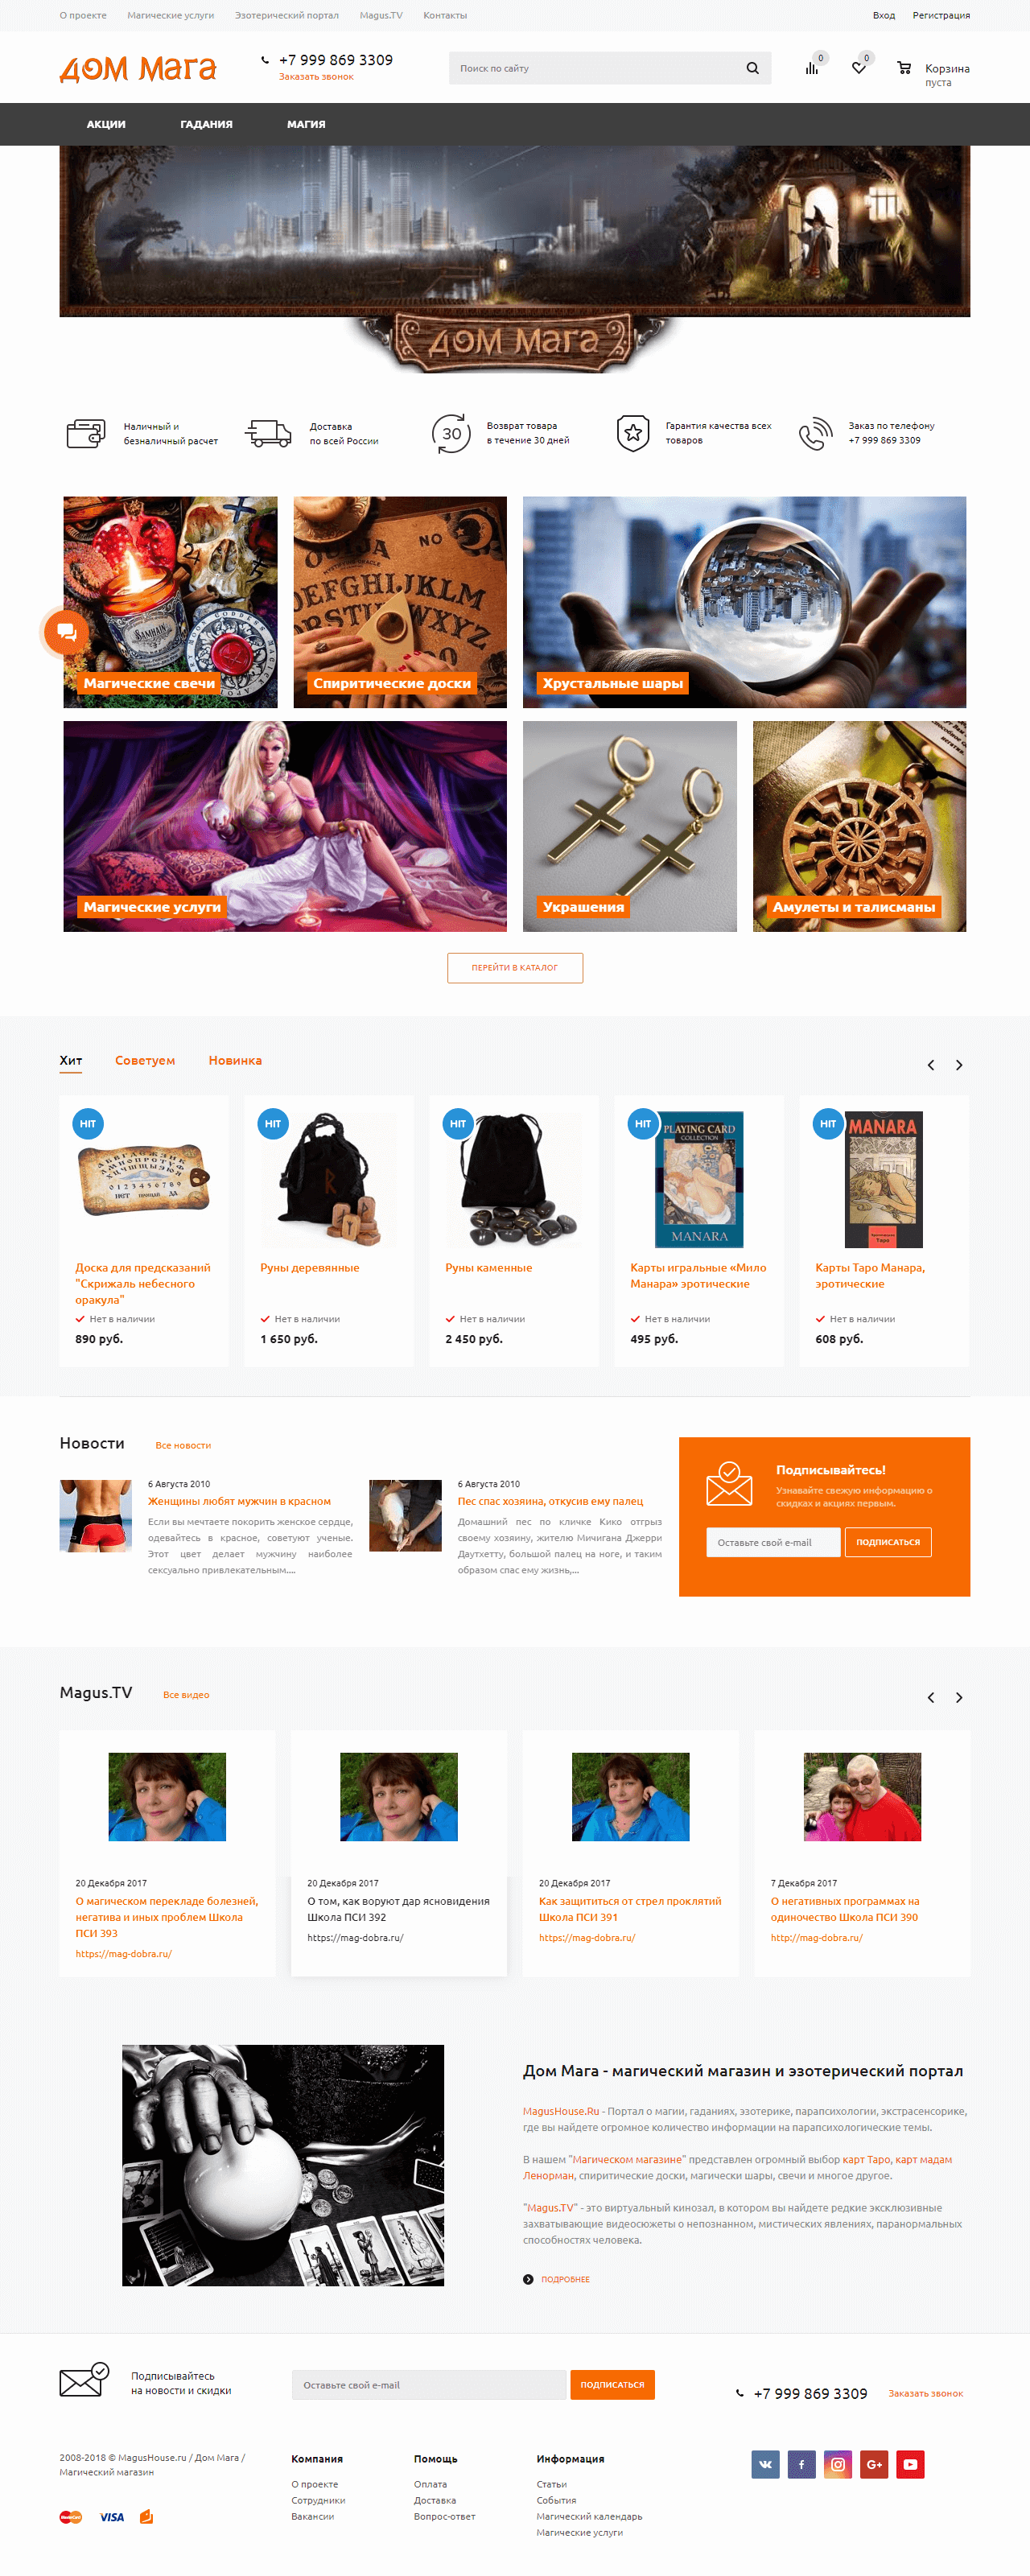 О проекте Магические услуги Эзотерический портал Magus.TV Контакты Вход Регистрация
ДОМ МАГА
+7 999 869 3309
Заказать звонок
Поиск по сайту
0
0
Корзина
пуста
АКЦИИ ГАДАНИЯ МАГИЯ
ДОМ МАГА
ДОМ МАГА
Наличный и
безналичный расчет
Доставка
по всей России
30
Возврат товара
в течение 30 дней
Гарантия качества всех
товаров
Заказ по телефону
+7 999 869 3309
SAMHAIN
OUIJA
NO
DEFGHIJKLM
QRSTUVWXYZ
Магические свечи
Спиритические доски
Хрустальные шары
Магические услуги
Украшения
Амулеты и талисманы
ПЕРЕЙТИ В КАТАЛОГ
Хит Советуем Новинка
HIT
HIT
HIT
HIT
HIT
PLAYING CARD
COLLECTION
MANARA
MANARA
Таро
Доска для предсказаний
"Скрижаль небесного
оракула"
Нет в наличии
890 руб.
Руны деревянные
Нет в наличии
1 650 руб.
Руны каменные
Нет в наличии
2 450 руб.
Карты игральные «Мило
Манара» эротические
Нет в наличии
495 руб.
Карты Таро Манара,
эротические
Нет в наличии
608 руб.
Новости Все новости
6 Августа 2010
Женщины любят мужчин в красном
Если вы мечтаете покорить женское сердце,
одевайтесь в красное, советуют ученые.
Этот цвет делает мужчину наиболее
сексуально привлекательным....
6 Августа 2010
Пес спас хозяина, откусив ему палец
Домашний пес по кличке Кико отгрыз
своему хозяину, жителю Мичигана Джерри
Даутхетту, большой палец на ноге, и таким
образом спас ему жизнь,...
Подписывайтесь!
Узнавайте свежую информацию о
скидках и акциях первым.
Оставьте свой e-mail
ПОДПИСАТЬСЯ
Magus.TV Все видео
20 Декабря 2017
О магическом перекладе болезней,
негатива и иных проблем Школа
ПСИ 393
https://mag-dobra.ru/
20 Декабря 2017
О том, как воруют дар ясновидения
Школа ПСИ 392
https://mag-dobra.ru/
20 Декабря 2017
Как защититься от стрел проклятий
Школа ПСИ 391
https://mag-dobra.ru/
7 Декабря 2017
О негативных программах на
одиночество Школа ПСИ 390
http://mag-dobra.ru/
Дом Мага - магический магазин и эзотерический портал
MagusHouse.Ru - Портал о магии, гаданиях, эзотерике, парапсихологии, экстрасенсорике,
где вы найдете огромное количество информации на парапсихологические темы.
В нашем "Магическом магазине" представлен огромный выбор карт Таро, карт мадам
Ленорман, спиритические доски, магически шары, свечи и многое другое.
"Magus.TV" - это виртуальный кинозал, в котором вы найдете редкие эксклюзивные
захватывающие видеосюжеты о непознанном, мистических явлениях, паранормальных
способностях человека.
ПОДРОБНЕЕ
Подписывайтесь
на новости и скидки
Оставьте свой e-mail
ПОДПИСАТЬСЯ
+7 999 869 3309 Заказать звонок
2008-2018 © MagusHouse.ru / Дом Мага /
Магический магазин
MasterCard VISA
Компания
О проекте
Сотрудники
Вакансии
Помощь
Оплата
Доставка
Вопрос-ответ
Информация
Статьи
События
Магический календарь
Магические услуги
G+